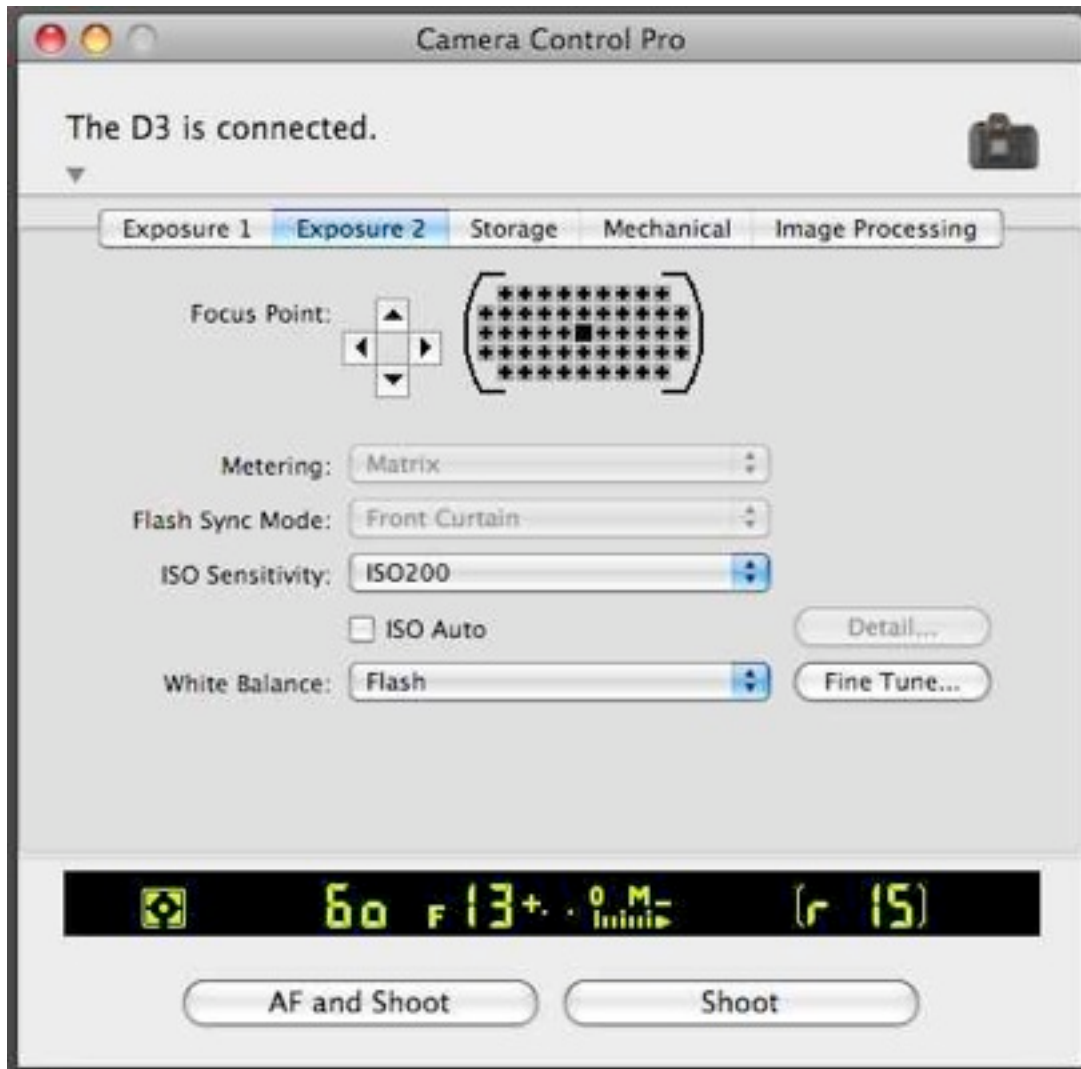 Camera Control Pro
The D3 is connected.
Exposure 1 Exposure 2 Storage Mechanical Image Processing
Focus Point:
Metering: Matrix
Flash Sync Mode: Front Curtain
ISO Sensitivity: ISO200
ISO Auto Detail...
White Balance: Flash Fine Tune...
60 F13 + 0 M - (r 15)
AF and Shoot Shoot